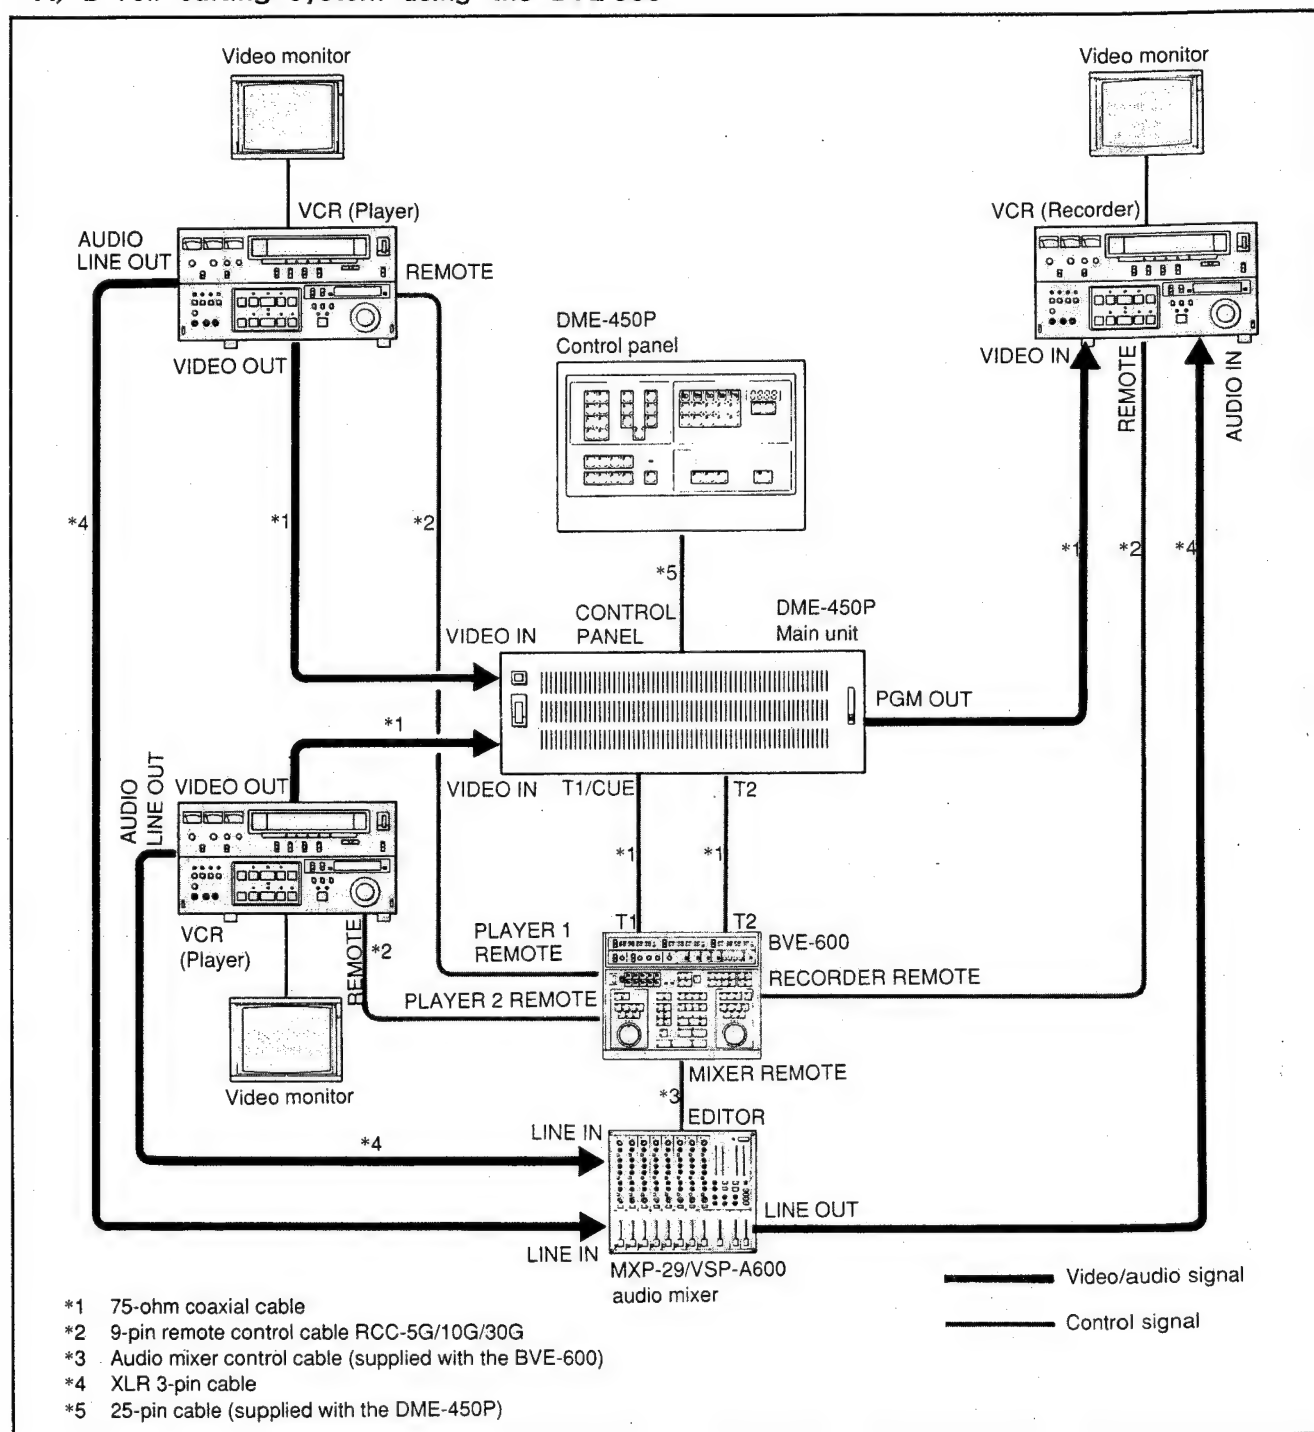 Video monitor
Video monitor
VCR (Player)
VCR (Recorder)
AUDIO
LINE OUT
REMOTE
DME-450P
Control panel
VIDEO OUT
VIDEO IN
REMOTE
AUDIO IN
*4
*1
*2
*1
*2
*4
*5
CONTROL
PANEL
DME-450P
Main unit
VIDEO IN
PGM OUT
*1
AUDIO
LINE OUT
VIDEO OUT
VIDEO IN
T1/CUE
T2
*1
*1
T1
T2
BVE-600
VCR
(Player)
REMOTE
*2
PLAYER 1
REMOTE
RECORDER REMOTE
PLAYER 2 REMOTE
MIXER REMOTE
Video monitor
*3
EDITOR
LINE IN
*4
LINE OUT
LINE IN
MXP-29/VSP-A600
audio mixer
Video/audio signal
Control signal
*1 75-ohm coaxial cable
*2 9-pin remote control cable RCC-5G/10G/30G
*3 Audio mixer control cable (supplied with the BVE-600)
*4 XLR 3-pin cable
*5 25-pin cable (supplied with the DME-450P)